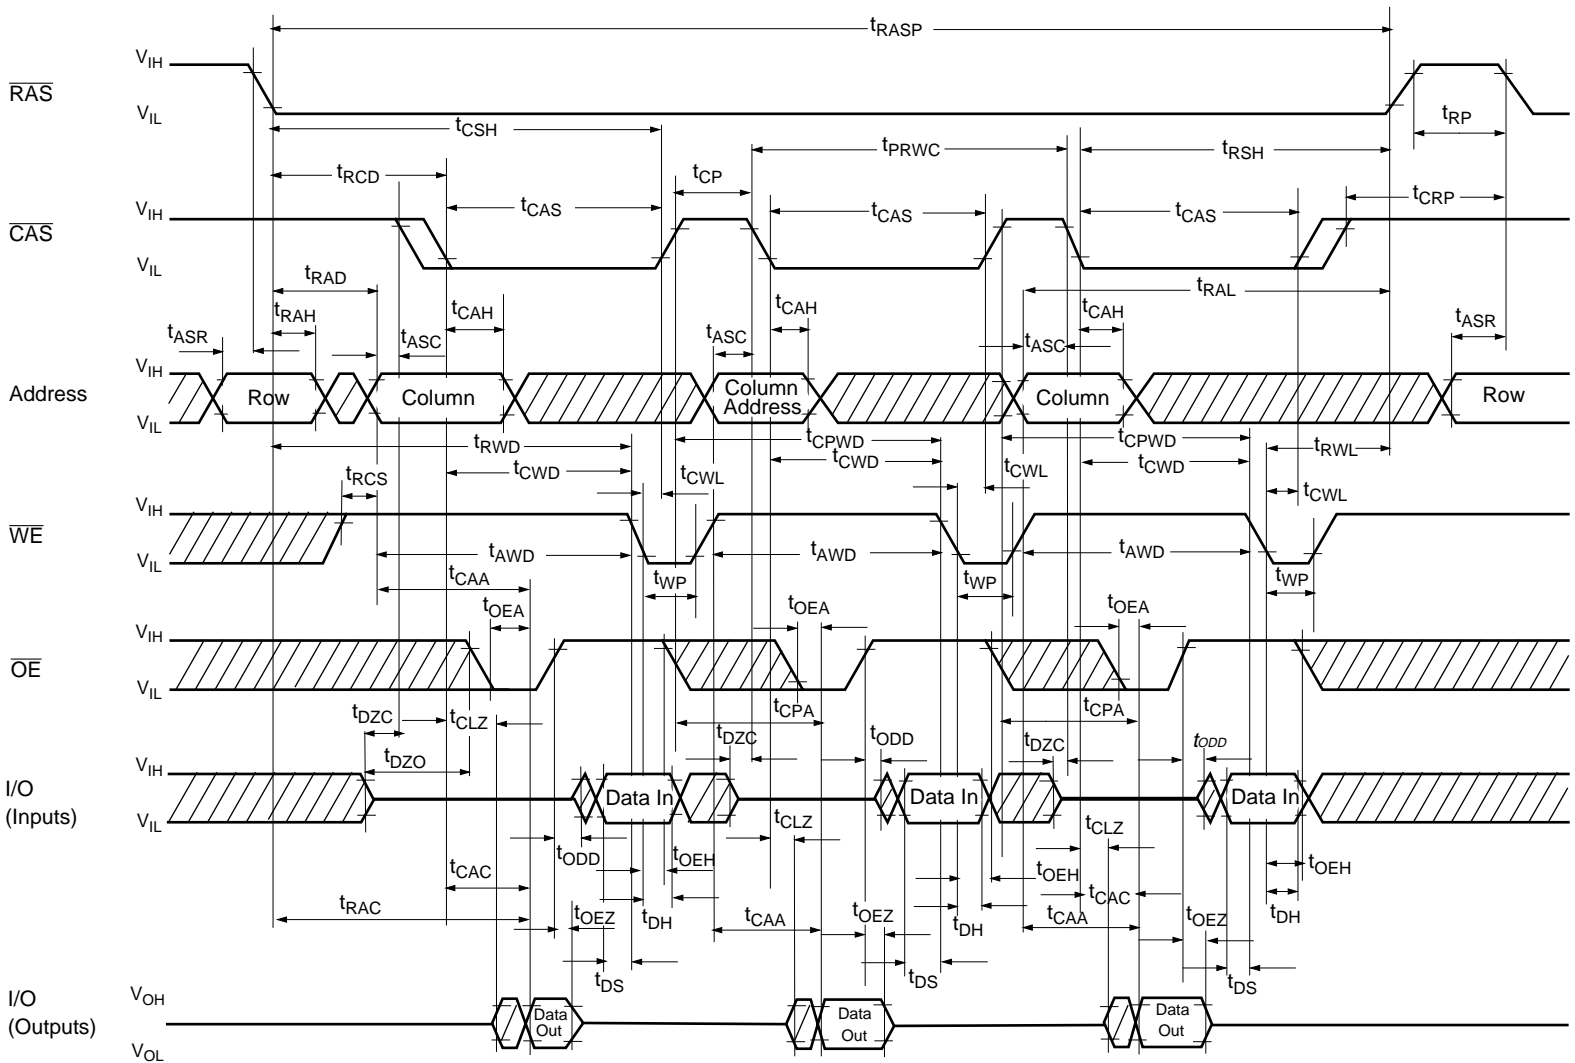 tRASP
VIH
RAS
VIL
tRP
tCSH
tPRWC
tRSH
tCP
tRCD
tCRP
VIH
tCAS
tCAS
tCAS
CAS
VIL
tRAD
tRAL
tRAH
tCAH
tCAH
tCAH
tASR
tASC
tASC
tASC
tASR
VIH
Address
Row
Column
Column
Address
Column
Row
VIL
tRWD
tCPWD
tCPWD
tRWL
tCWD
tCWD
tCWD
tRCS
tCWL
tCWL
tCWL
VIH
WE
VIL
tAWD
tAWD
tAWD
tCAA
tWP
tWP
tWP
tOEA
tOEA
tOEA
VIH
OE
VIL
tDZC
tCLZ
tCPA
tCPA
tDZO
tDZC
tODD
tDZC
tODD
VIH
I/O
(Inputs)
Data In
Data In
Data In
VIL
tCLZ
tCLZ
tODD
tOEH
tOEH
tOEH
tCAC
tCAC
tRAC
tOEZ
tDH
tCAA
tOEZ
tDH
tCAA
tOEZ
tDH
tDS
tDS
tDS
VOH
I/O
(Outputs)
Data
Out
Data
Out
Data
Out
VOL